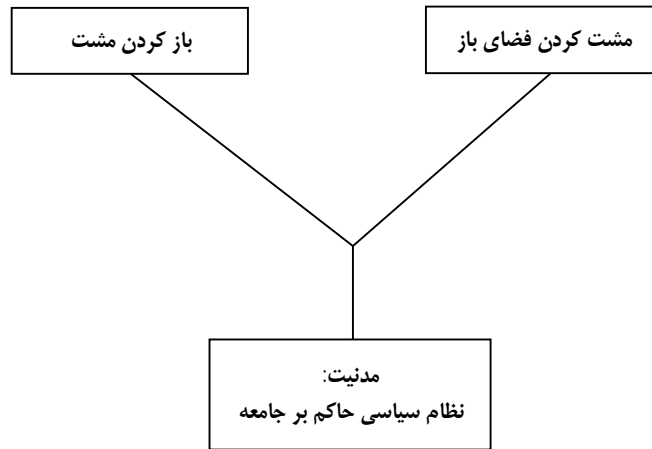 مشت کردن فضای باز
باز کردن مشت
مدنیت:
نظام سیاسی حاکم بر جامعه